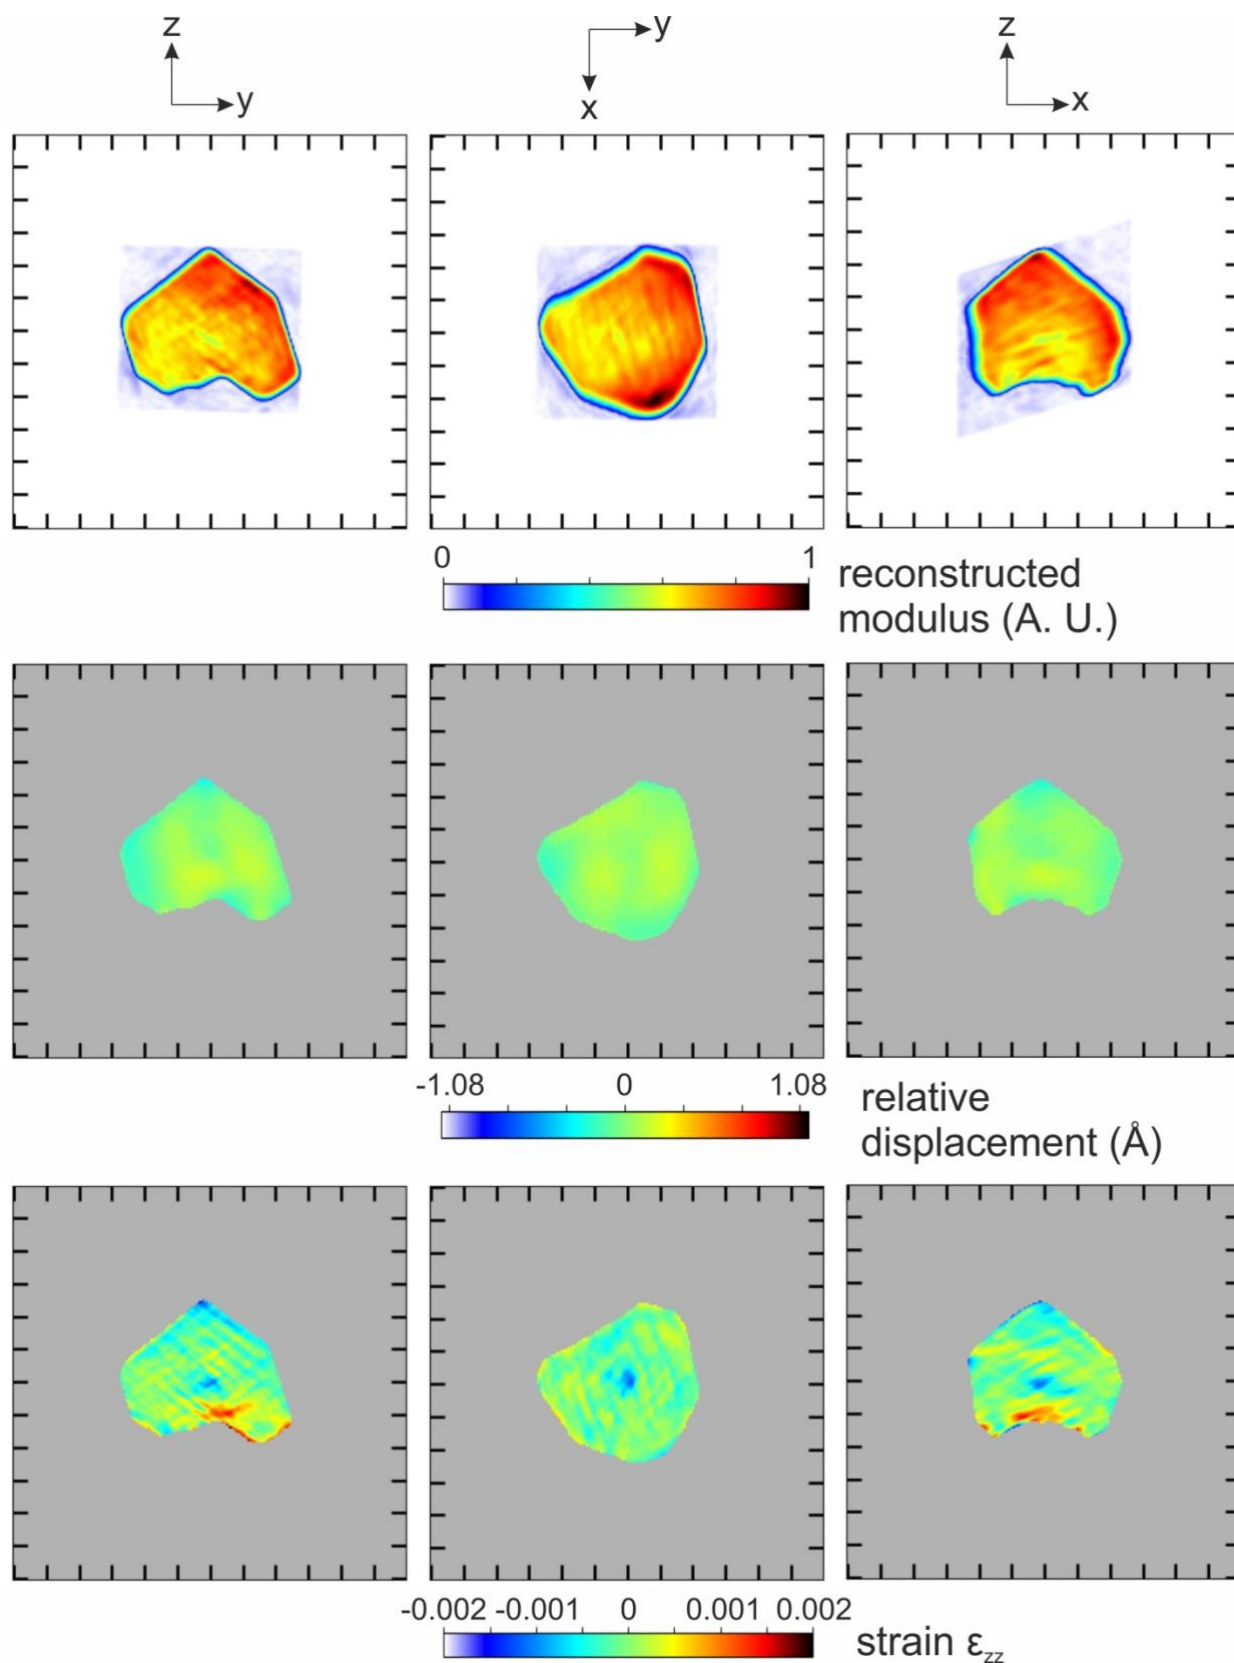 z y z
y x x
0 1
reconstructed
modulus (A. U.)
-1.08 0 1.08
relative
displacement (Å)
-0.002 -0.001 0 0.001 0.002
strain ε_zz